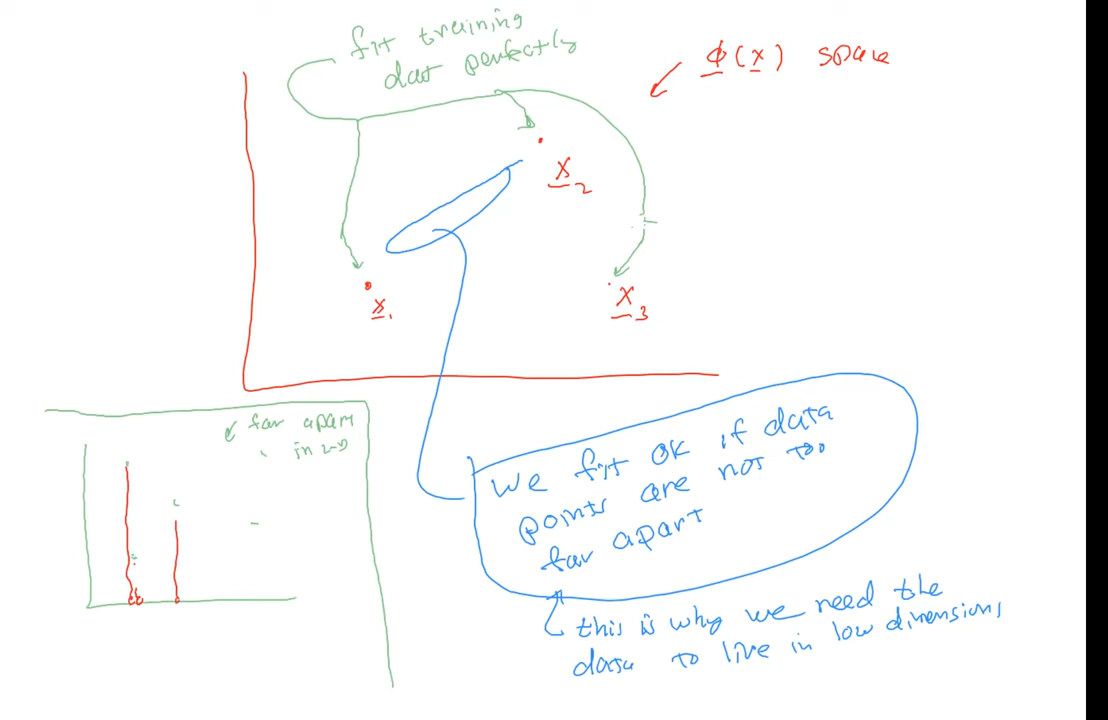 fit training
dat perfectly
ϕ(x) space
x2
x1
x3
far apart
in 2-D
We fit OK if data
points are not too
far apart
this is why we need the
data to live in low dimensions